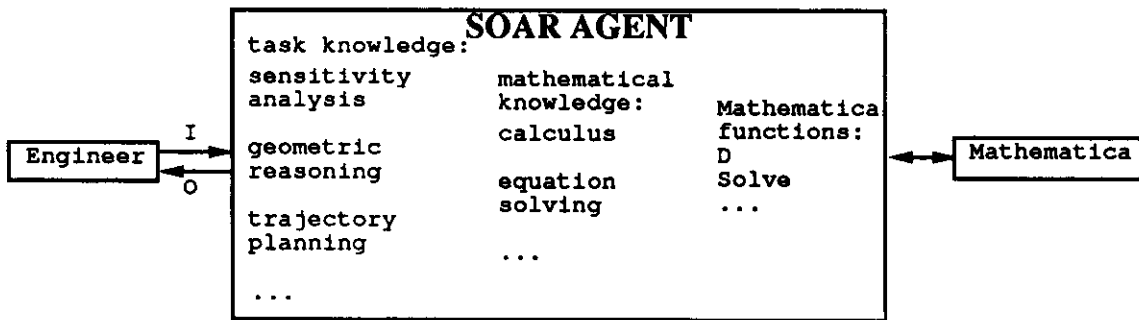 SOAR AGENT
Engineer
I
O
task knowledge:
sensitivity
analysis
geometric
reasoning
trajectory
planning
...
mathematical
knowledge:
calculus
equation
solving
...
Mathematica
functions:
D
Solve
...
Mathematica